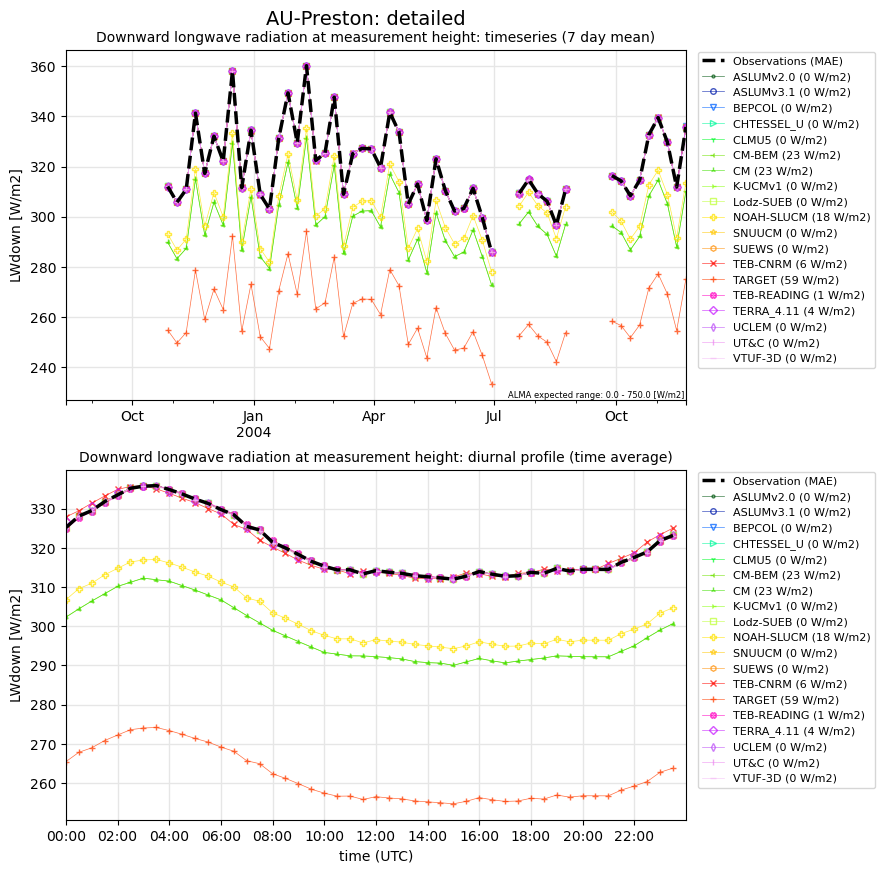 AU-Preston: detailed
Downward longwave radiation at measurement height: timeseries (7 day mean)
LWdown [W/m2]
360
340
320
300
280
260
240
Oct
Jan
2004
Apr
Jul
Oct
ALMA expected range: 0.0 - 750.0 [W/m2]
Observations (MAE)
ASLUMv2.0 (0 W/m2)
ASLUMv3.1 (0 W/m2)
BEPCOL (0 W/m2)
CHTESSEL_U (0 W/m2)
CLMU5 (0 W/m2)
CM-BEM (23 W/m2)
CM (23 W/m2)
K-UCMv1 (0 W/m2)
Lodz-SUEB (0 W/m2)
NOAH-SLUCM (18 W/m2)
SNUUCM (0 W/m2)
SUEWS (0 W/m2)
TEB-CNRM (6 W/m2)
TARGET (59 W/m2)
TEB-READING (1 W/m2)
TERRA_4.11 (4 W/m2)
UCLEM (0 W/m2)
UT&C (0 W/m2)
VTUF-3D (0 W/m2)
Downward longwave radiation at measurement height: diurnal profile (time average)
LWdown [W/m2]
330
320
310
300
290
280
270
260
00:00
02:00
04:00
06:00
08:00
10:00
12:00
14:00
16:00
18:00
20:00
22:00
time (UTC)
Observation (MAE)
ASLUMv2.0 (0 W/m2)
ASLUMv3.1 (0 W/m2)
BEPCOL (0 W/m2)
CHTESSEL_U (0 W/m2)
CLMU5 (0 W/m2)
CM-BEM (23 W/m2)
CM (23 W/m2)
K-UCMv1 (0 W/m2)
Lodz-SUEB (0 W/m2)
NOAH-SLUCM (18 W/m2)
SNUUCM (0 W/m2)
SUEWS (0 W/m2)
TEB-CNRM (6 W/m2)
TARGET (59 W/m2)
TEB-READING (1 W/m2)
TERRA_4.11 (4 W/m2)
UCLEM (0 W/m2)
UT&C (0 W/m2)
VTUF-3D (0 W/m2)